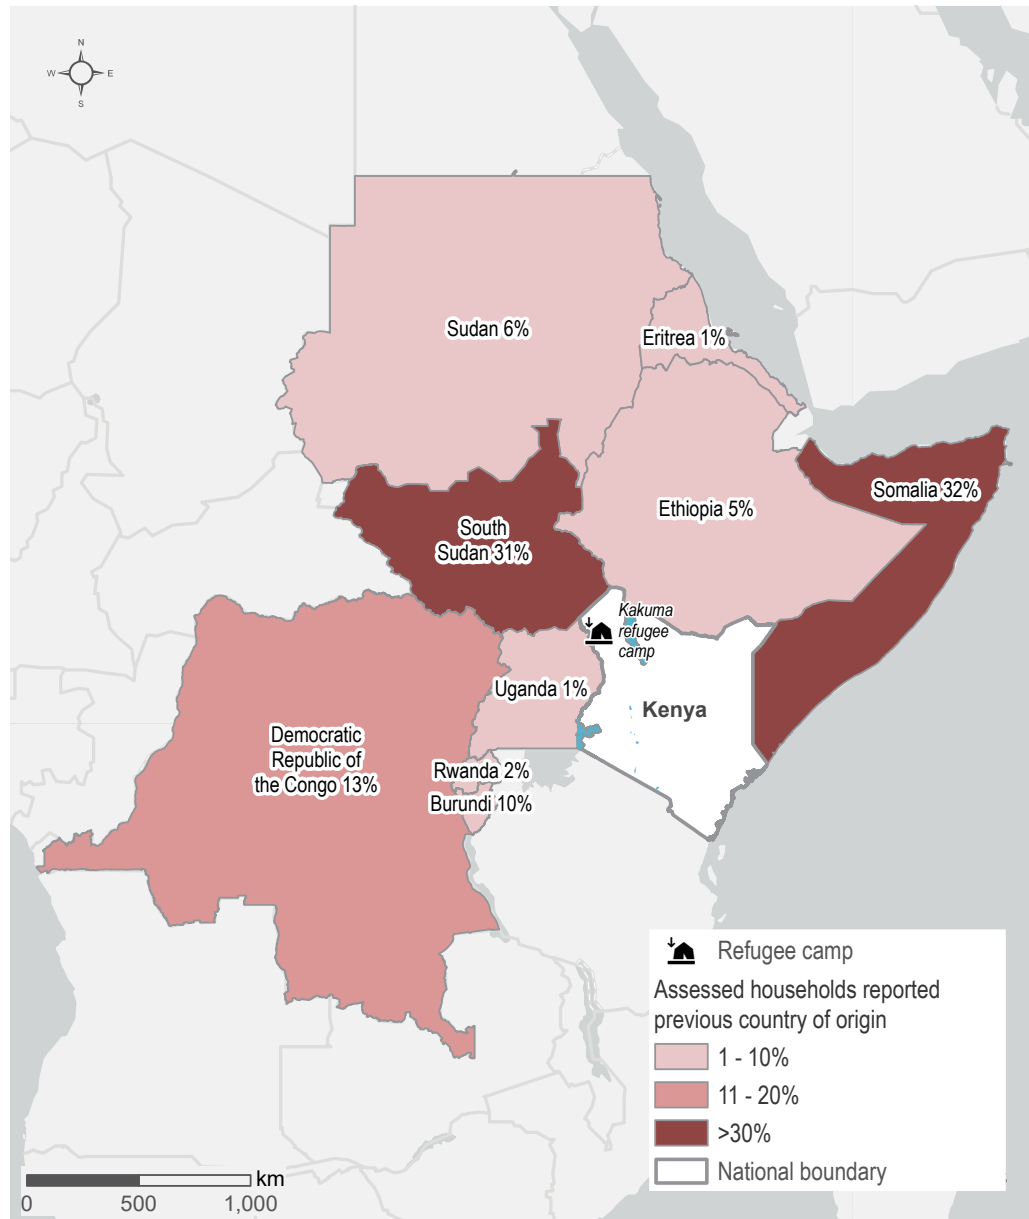 N
W E
S
Sudan 6%
Eritrea 1%
Somalia 32%
Ethiopia 5%
South
Sudan 31%
Kakuma
refugee
camp
Uganda 1%
Kenya
Democratic
Republic of
the Congo 13%
Rwanda 2%
Burundi 10%
Refugee camp
Assessed households reported
previous country of origin
1 - 10%
11 - 20%
>30%
National boundary
km
0 500 1,000